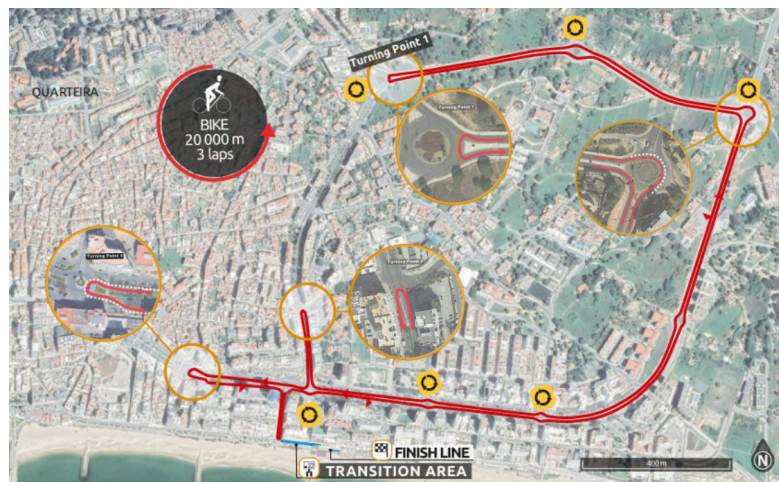 Turning Point 1
QUARTEIRA
BIKE
20 000 m
3 laps
Turning Point 1
Turning Point 3
FINISH LINE
TRANSITION AREA
400 m
N